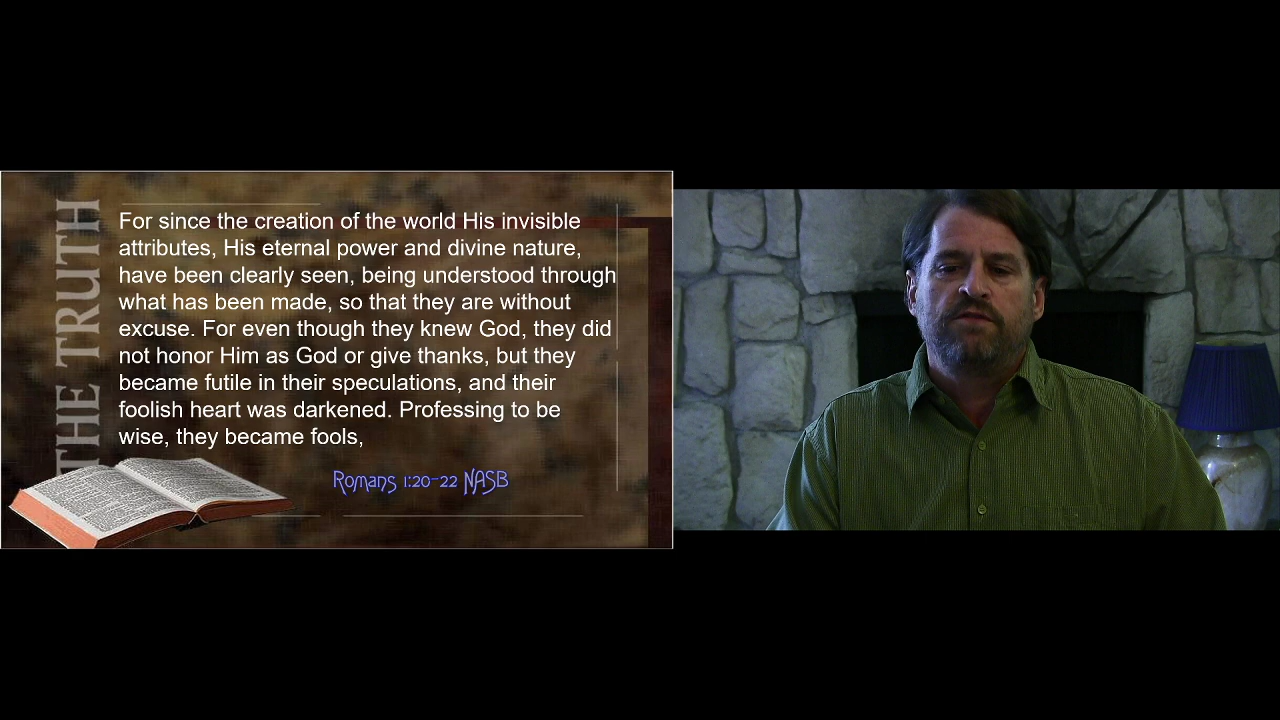 THE TRUTH
For since the creation of the world His invisible
attributes, His eternal power and divine nature,
have been clearly seen, being understood through
what has been made, so that they are without
excuse. For even though they knew God, they did
not honor Him as God or give thanks, but they
became futile in their speculations, and their
foolish heart was darkened. Professing to be
wise, they became fools,
Romans 1:20-22 NASB